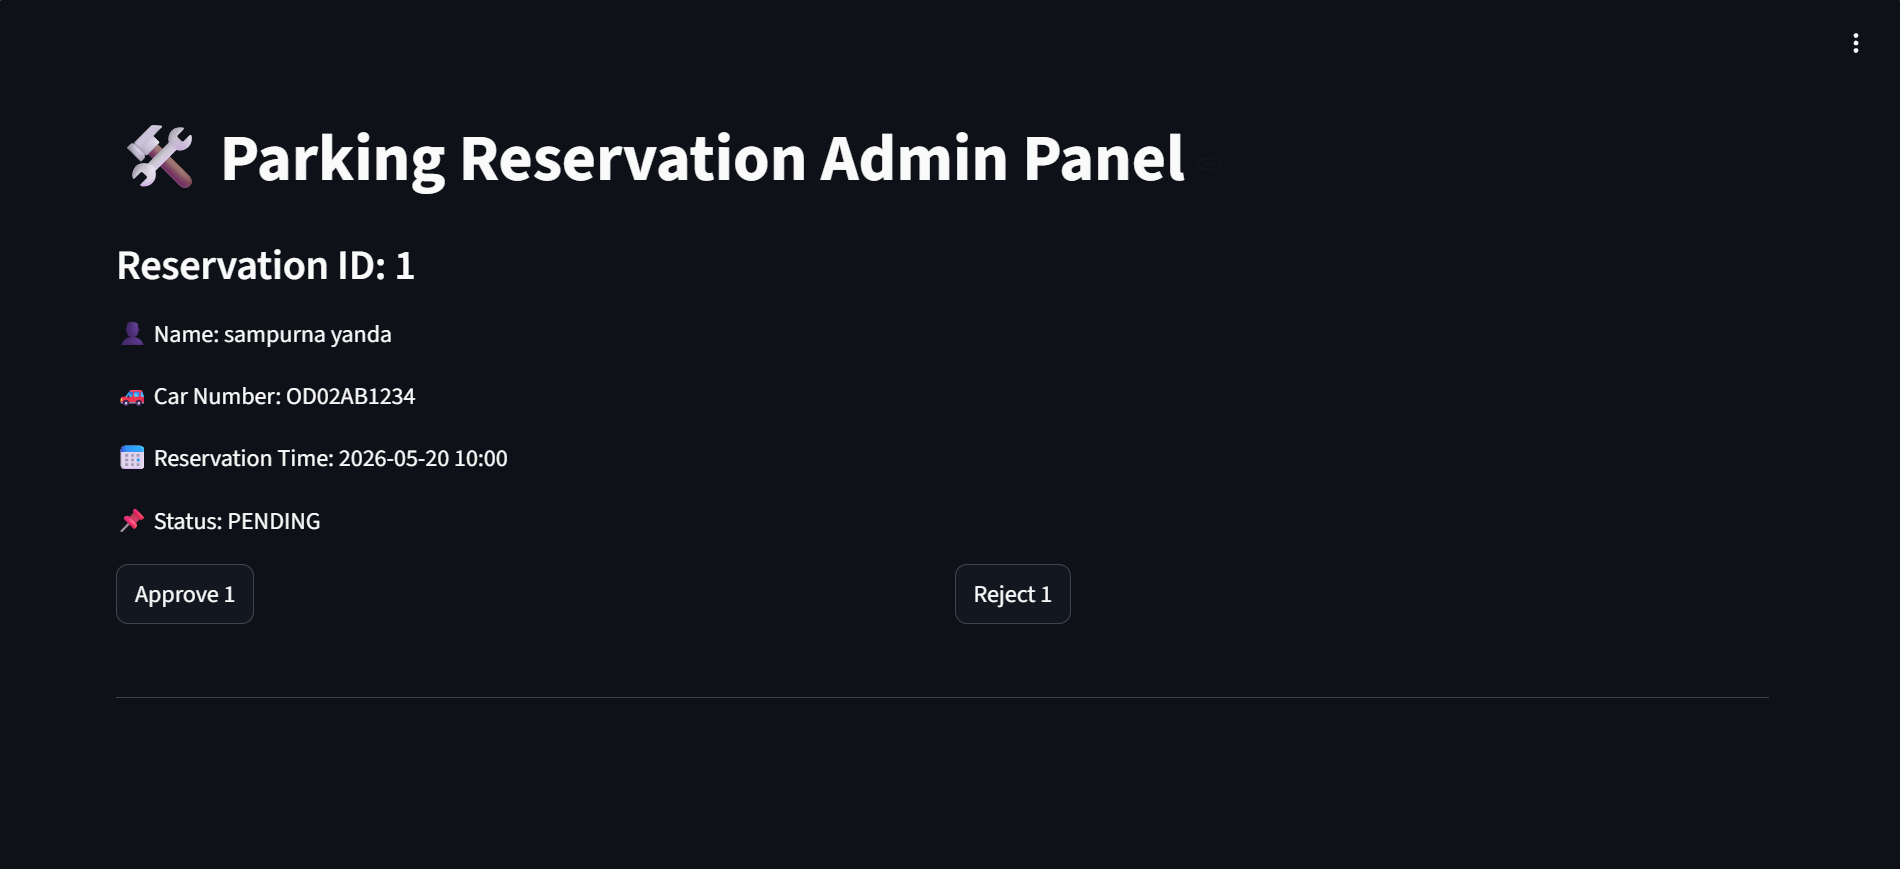 Parking Reservation Admin Panel
Reservation ID: 1
Name: sampurna yanda
Car Number: OD02AB1234
Reservation Time: 2026-05-20 10:00
Status: PENDING
Approve 1
Reject 1